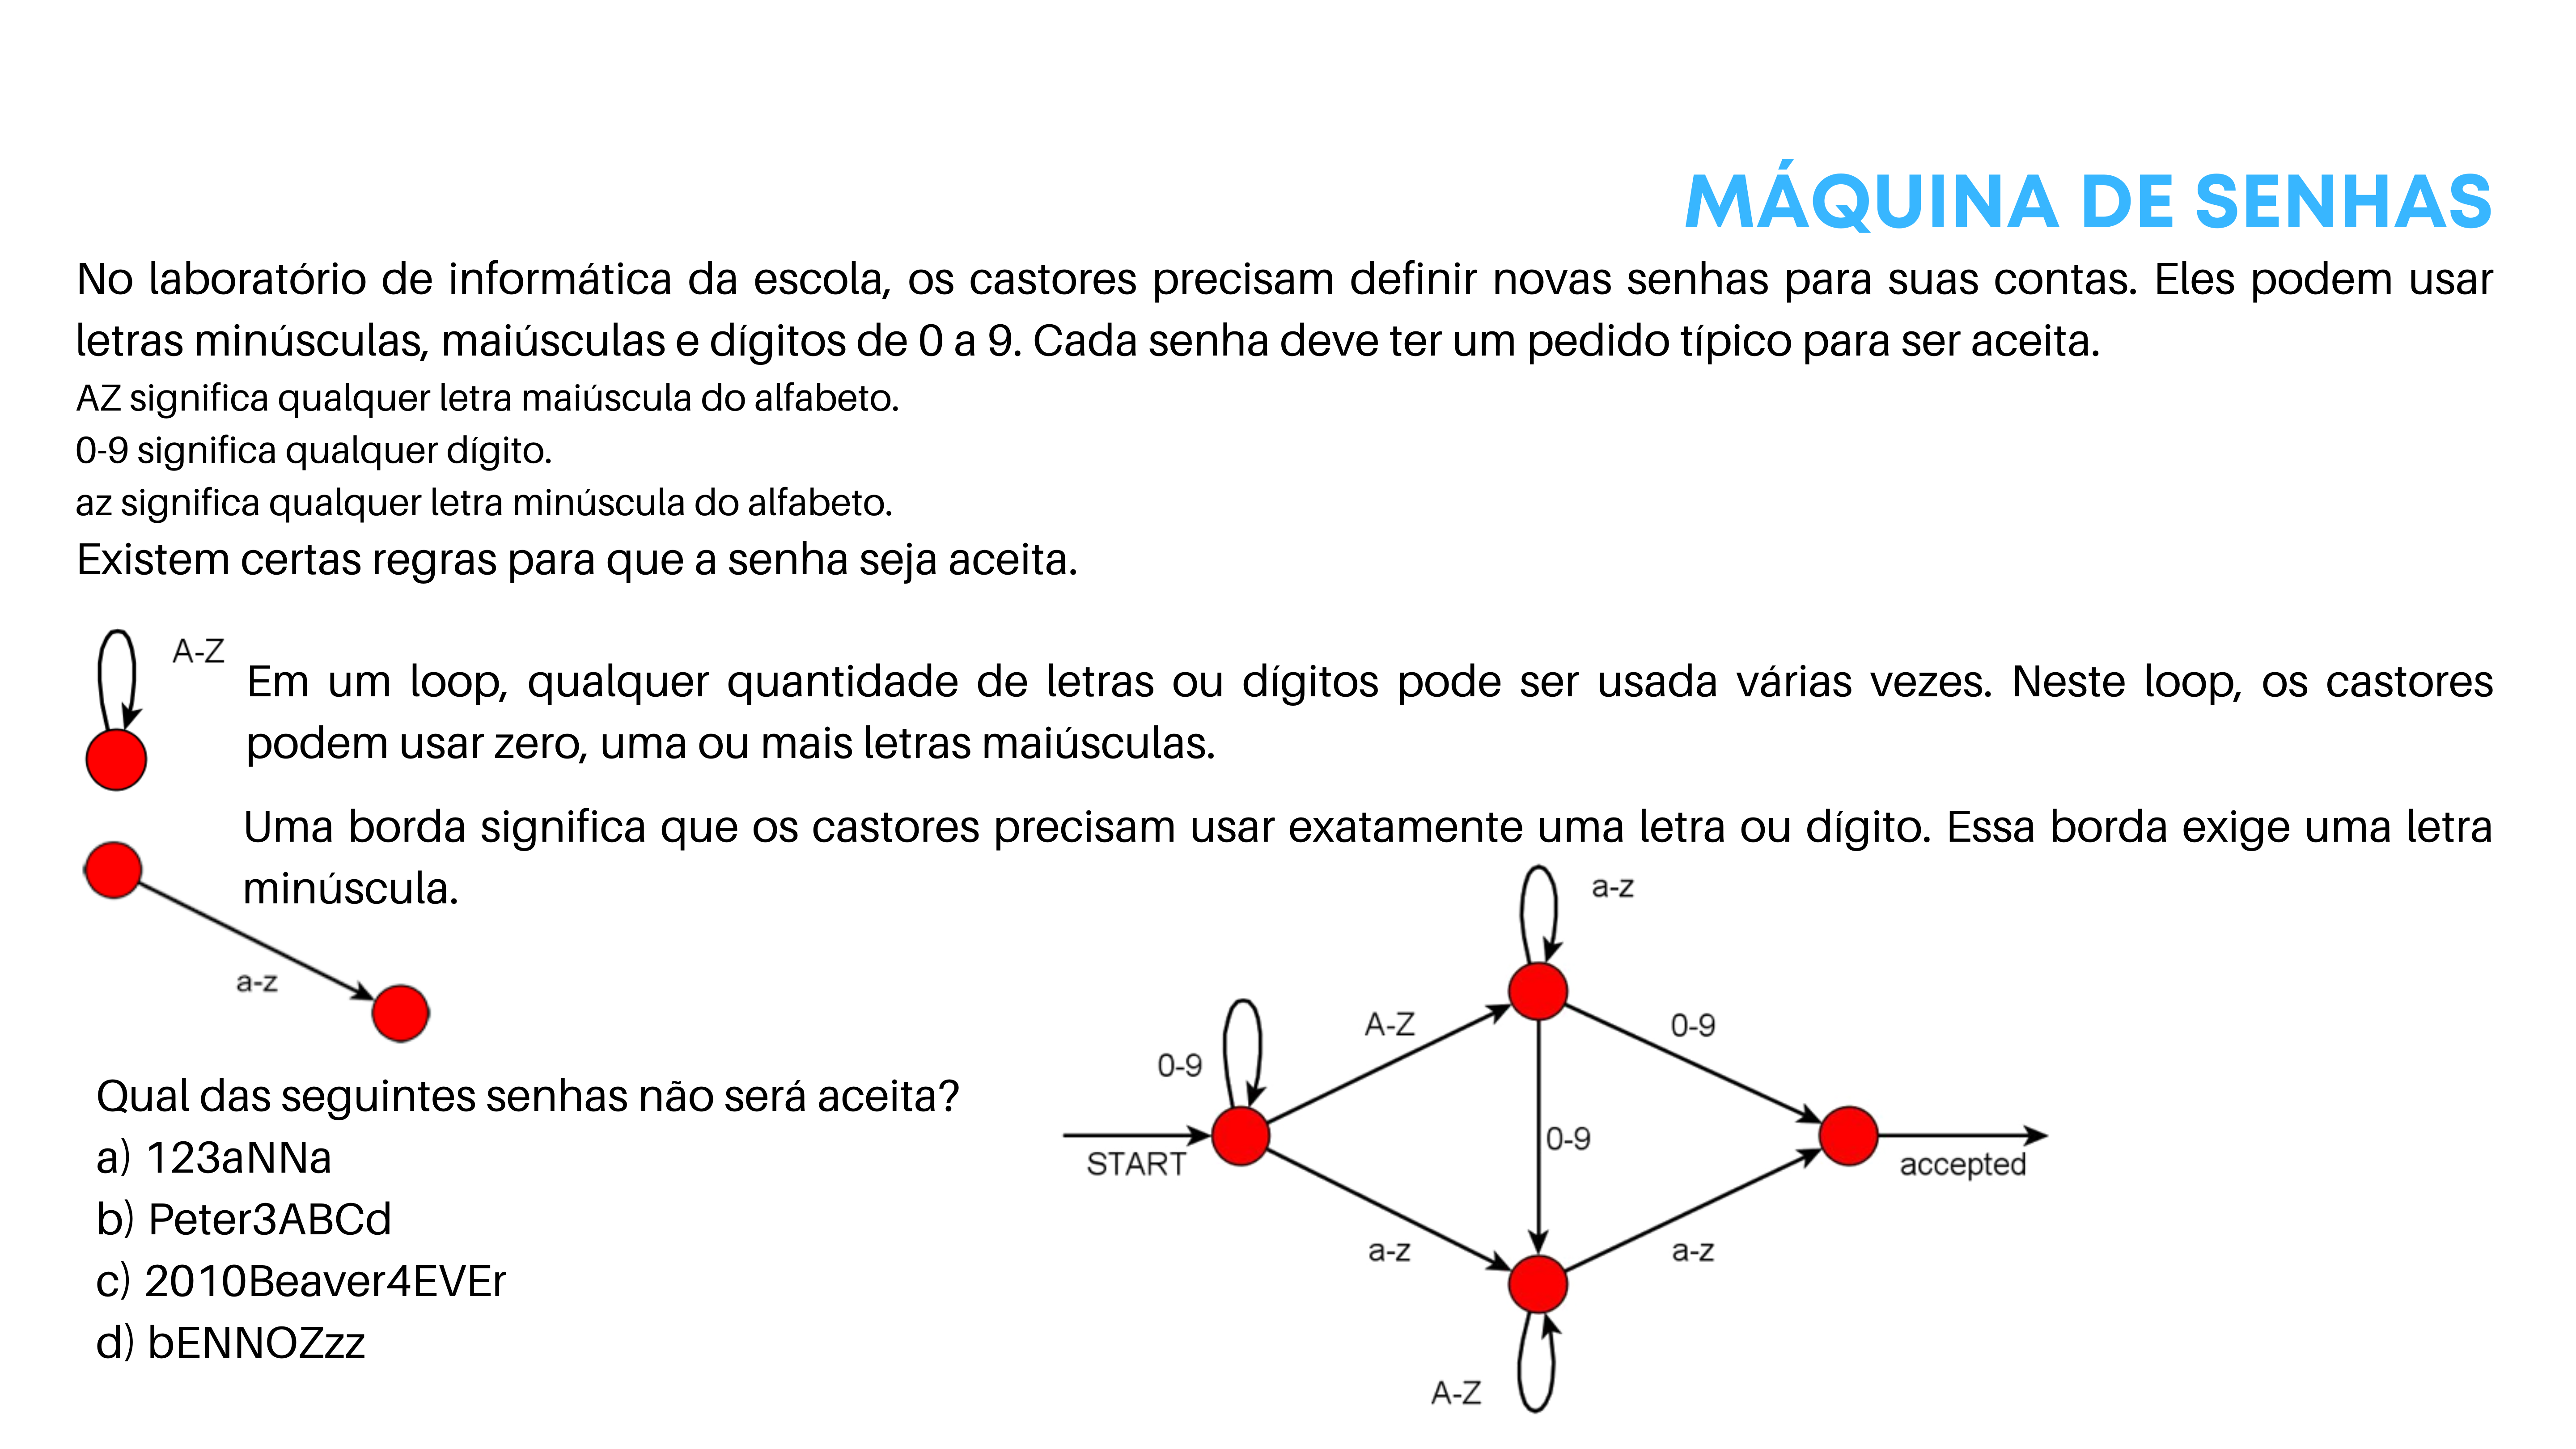 MÁQUINA DE SENHAS
No laboratório de informática da escola, os castores precisam definir novas senhas para suas contas. Eles podem usar
letras minúsculas, maiúsculas e dígitos de 0 a 9. Cada senha deve ter um pedido típico para ser aceita.
AZ significa qualquer letra maiúscula do alfabeto.
0-9 significa qualquer dígito.
az significa qualquer letra minúscula do alfabeto.
Existem certas regras para que a senha seja aceita.
A-Z
Em um loop, qualquer quantidade de letras ou dígitos pode ser usada várias vezes. Neste loop, os castores
podem usar zero, uma ou mais letras maiúsculas.
Uma borda significa que os castores precisam usar exatamente uma letra ou dígito. Essa borda exige uma letra
minúscula.
a-z
Qual das seguintes senhas não será aceita?
a) 123aNNa
b) Peter3ABCd
c) 2010Beaver4EVEr
d) bENNOZzz
a-z
A-Z
0-9
0-9
0-9
START
accepted
a-z
a-z
A-Z